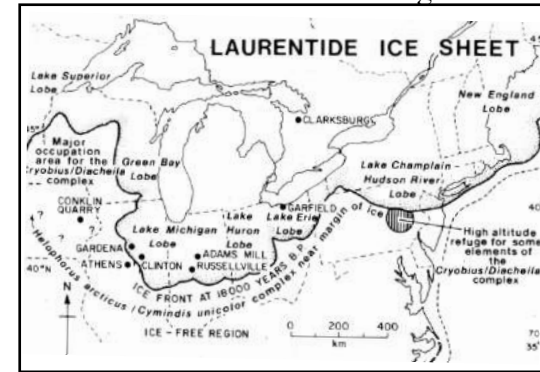 LAURENTIDE ICE SHEET
Lake Superior
Lobe
New England
Lobe
CLARKSBURG
45°
Major
occupation
area for the
Cryobius/Diacheila
complex
Green Bay
Lobe
Lake Champlain
Hudson River
Lobe
CONKLIN
QUARRY
? ? ?
GARFIELD
Lake Michigan
Lobe
Lake
Huron
Lobe
Lake Erie
Lobe
High altitude
refuge for some
elements of
the
Cryobius/Diacheila
complex
GARDENA
ATHENS
CLINTON
ADAMS MILL
RUSSELLVILLE
40°N
40
ICE FRONT AT 18000 YEARS B.P.
Helophorus arcticus / Cymindis unicolor complex near margin of ice
N
ICE-FREE REGION
0 200 400
km
70
35°